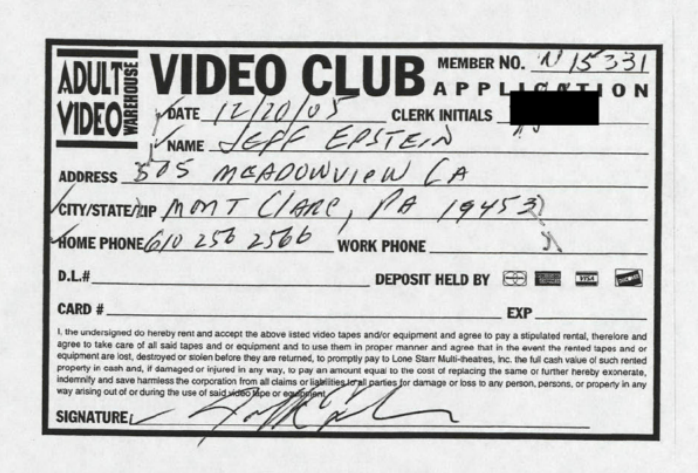 ADULT VIDEO WAREHOUSE
VIDEO CLUB
MEMBER NO. N 15331
APPLICATION
DATE 12/20/05 CLERK INITIALS
NAME JEFF EPSTEIN
ADDRESS 505 MEADOWVIEW LA
CITY/STATE/ZIP MONT CLARE, PA 19453
HOME PHONE 610 256 2566 WORK PHONE
D.L.# DEPOSIT HELD BY VISA
CARD # EXP
I, the undersigned do hereby rent and accept the above listed video tapes and/or equipment and agree to pay a stipulated rental, therefore and
agree to take care of all said tapes and or equipment and to use them in proper manner and agree that in the event the rented tapes and or
equipment are lost, destroyed or stolen before they are returned, to promptly pay to Lone Starr Multi-theatres, Inc. the full cash value of such rented
property in cash and, if damaged or injured in any way, to pay an amount equal to the cost of replacing the same or further hereby exonerate,
indemnify and save harmless the corporation from all claims or liabilities to all parties for damage or loss to any person, persons, or property in any
way arising out of or during the use of said video tape or equipment.
SIGNATURE